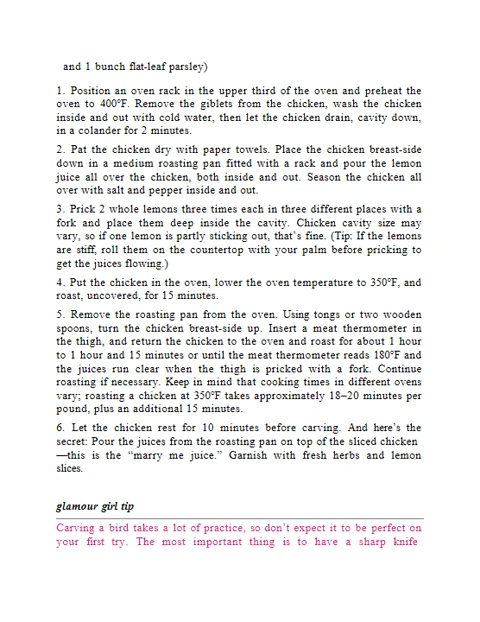 and 1 bunch flat-leaf parsley)
1. Position an oven rack in the upper third of the oven and preheat the
oven to 400°F. Remove the giblets from the chicken, wash the chicken
inside and out with cold water, then let the chicken drain, cavity down,
in a colander for 2 minutes.
2. Pat the chicken dry with paper towels. Place the chicken breast-side
down in a medium roasting pan fitted with a rack and pour the lemon
juice all over the chicken, both inside and out. Season the chicken all
over with salt and pepper inside and out.
3. Prick 2 whole lemons three times each in three different places with a
fork and place them deep inside the cavity. Chicken cavity size may
vary, so if one lemon is partly sticking out, that's fine. (Tip: If the lemons
are stiff, roll them on the countertop with your palm before pricking to
get the juices flowing.)
4. Put the chicken in the oven, lower the oven temperature to 350°F, and
roast, uncovered, for 15 minutes.
5. Remove the roasting pan from the oven. Using tongs or two wooden
spoons, turn the chicken breast-side up. Insert a meat thermometer in
the thigh, and return the chicken to the oven and roast for about 1 hour
to 1 hour and 15 minutes or until the meat thermometer reads 180°F and
the juices run clear when the thigh is pricked with a fork. Continue
roasting if necessary. Keep in mind that cooking times in different ovens
vary; roasting a chicken at 350°F takes approximately 18–20 minutes per
pound, plus an additional 15 minutes.
6. Let the chicken rest for 10 minutes before carving. And here's the
secret: Pour the juices from the roasting pan on top of the sliced chicken
—this is the “marry me juice.” Garnish with fresh herbs and lemon
slices.
glamour girl tip
Carving a bird takes a lot of practice, so don't expect it to be perfect on
your first try. The most important thing is to have a sharp knife